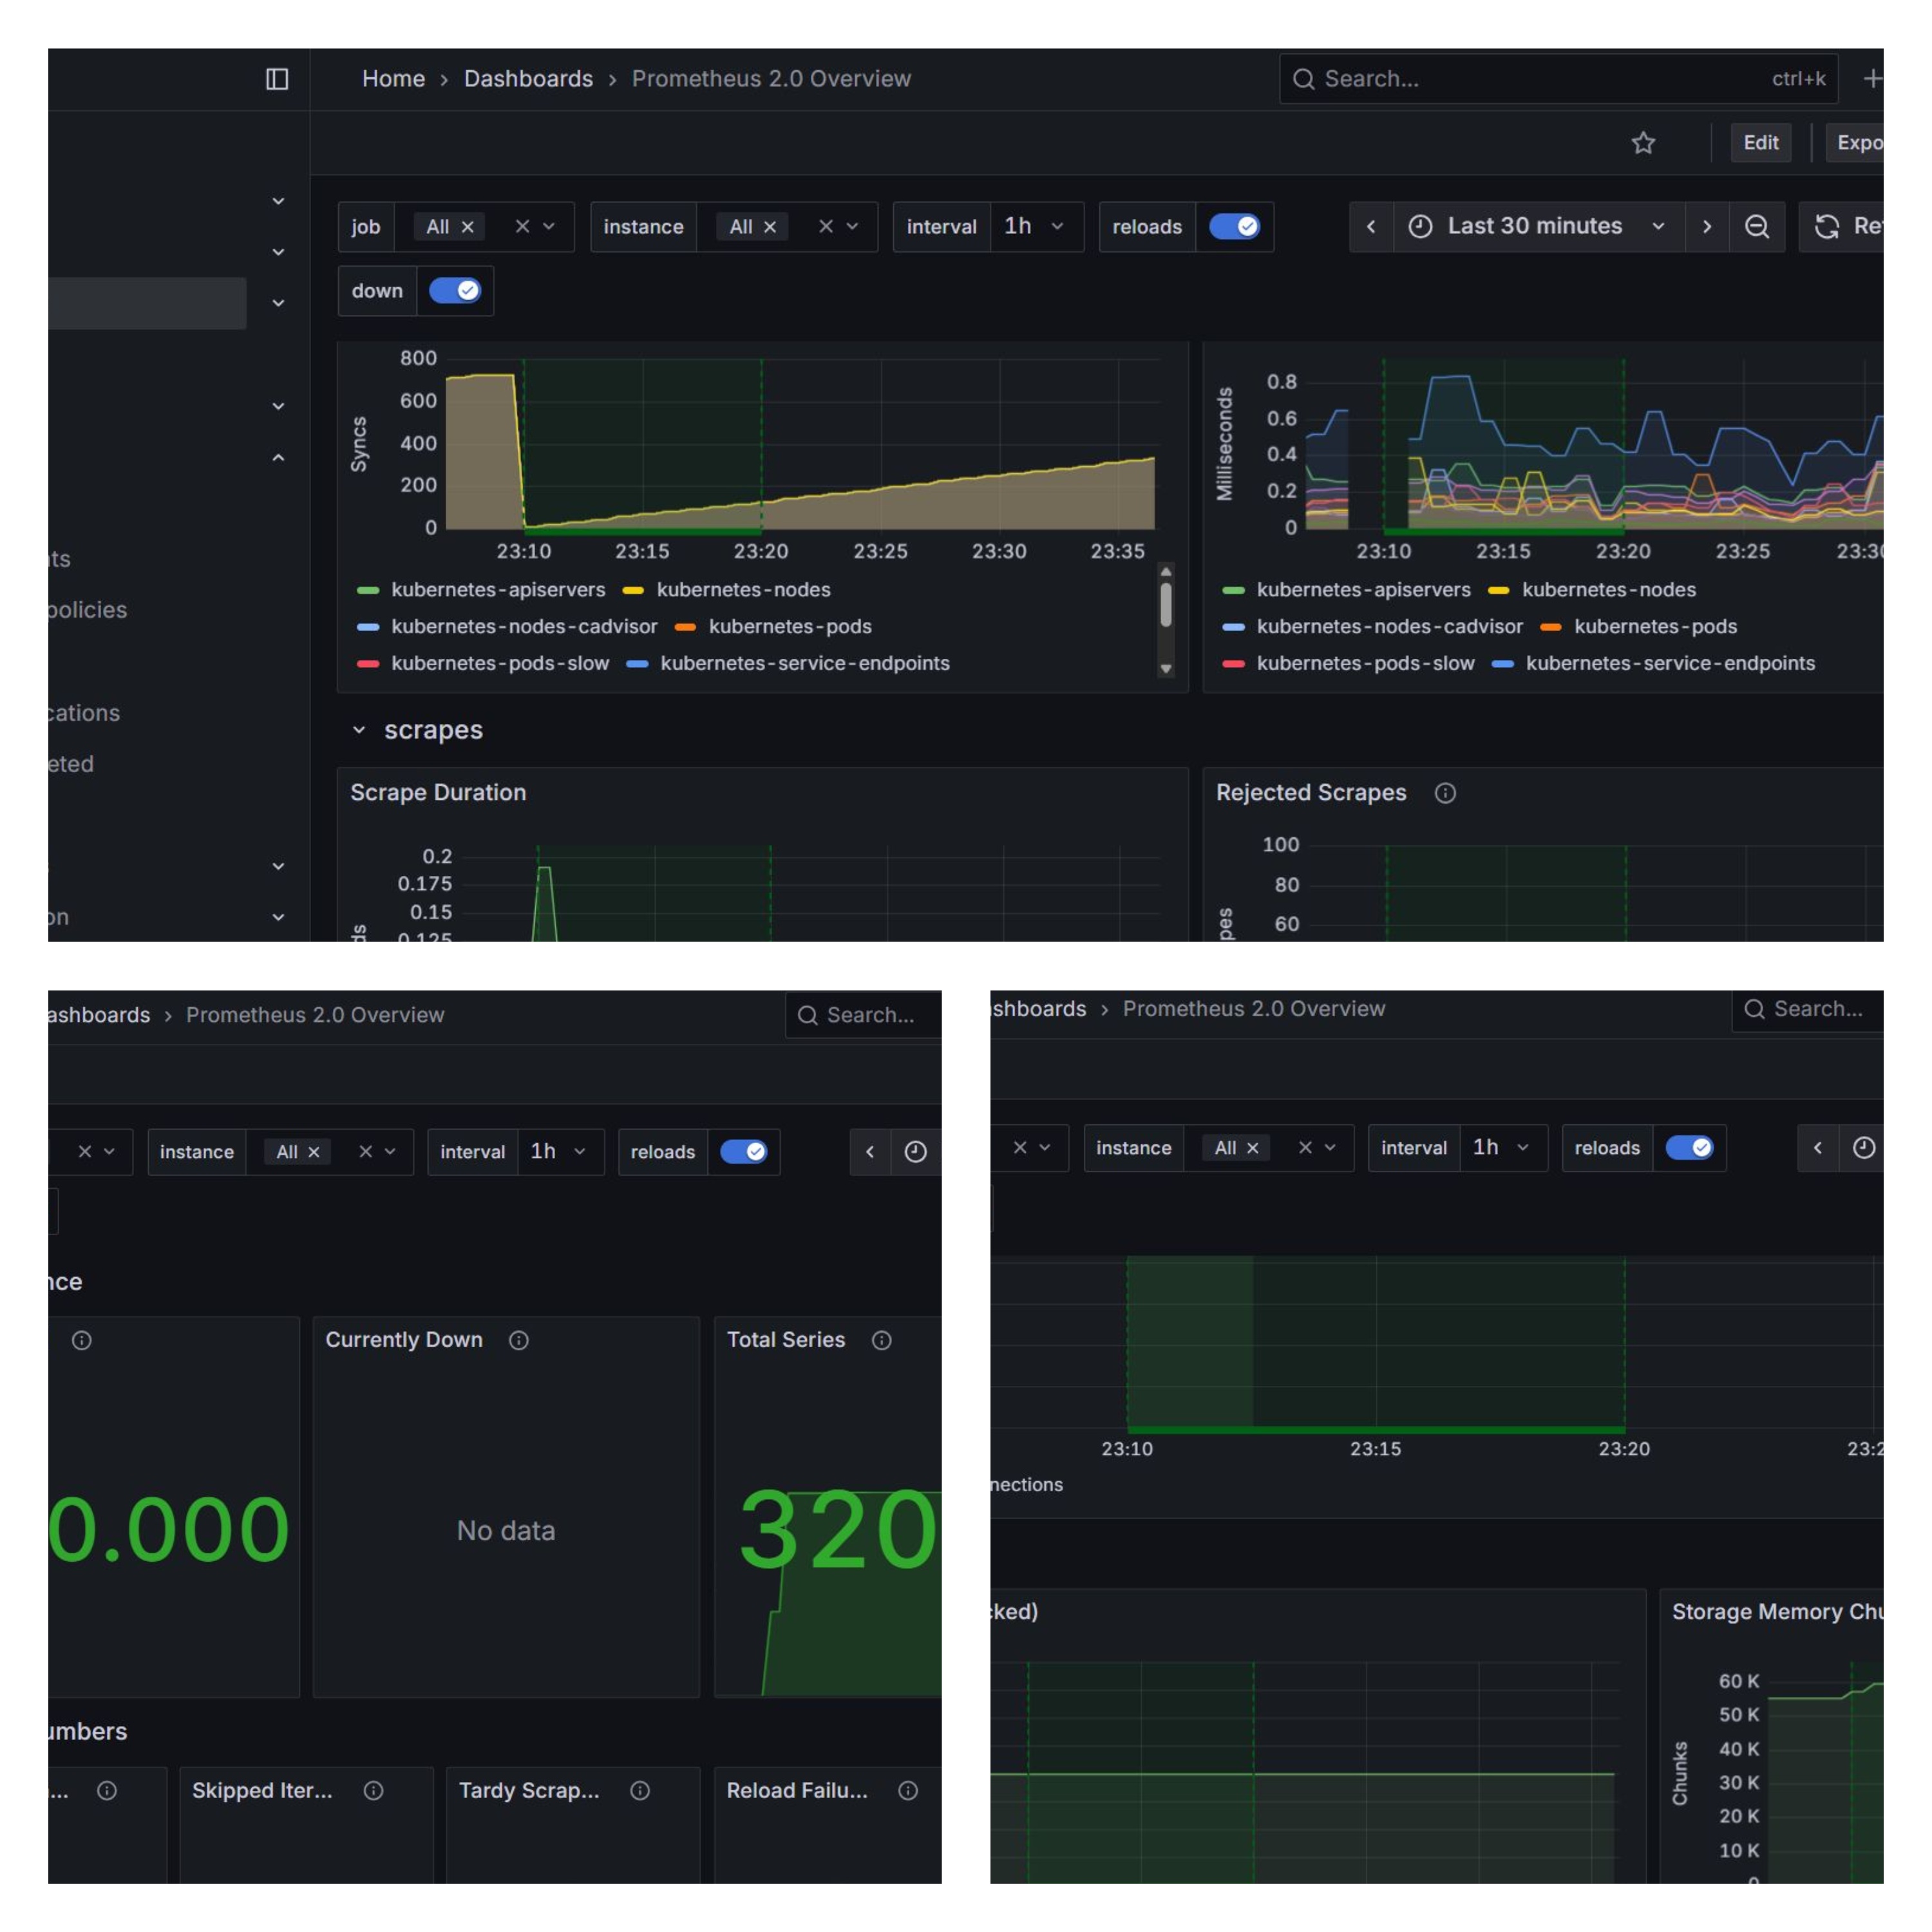 Home › Dashboards › Prometheus 2.0 Overview Search... ctrl+k
Edit Expo
job All instance All interval 1h reloads Last 30 minutes Re
down
800
600
400
200
0
Syncs
23:10 23:15 23:20 23:25 23:30 23:35
kubernetes-apiservers kubernetes-nodes
kubernetes-nodes-cadvisor kubernetes-pods
kubernetes-pods-slow kubernetes-service-endpoints
0.8
0.6
0.4
0.2
0
Milliseconds
23:10 23:15 23:20 23:25 23:30
kubernetes-apiservers kubernetes-nodes
kubernetes-nodes-cadvisor kubernetes-pods
kubernetes-pods-slow kubernetes-service-endpoints
ts
policies
cations
eted
on
scrapes
Scrape Duration
0.2
0.175
0.15
0.125
ds
Rejected Scrapes
100
80
60
pes
ashboards › Prometheus 2.0 Overview Search...
instance All interval 1h reloads
nce
Currently Down
Total Series
0.000
No data
320
umbers
... Skipped Iter... Tardy Scrap... Reload Failu...
shboards › Prometheus 2.0 Overview Search...
instance All interval 1h reloads
23:10 23:15 23:20 23:2
nections
cked)
Storage Memory Chu
60 K
50 K
40 K
30 K
20 K
10 K
0
Chunks